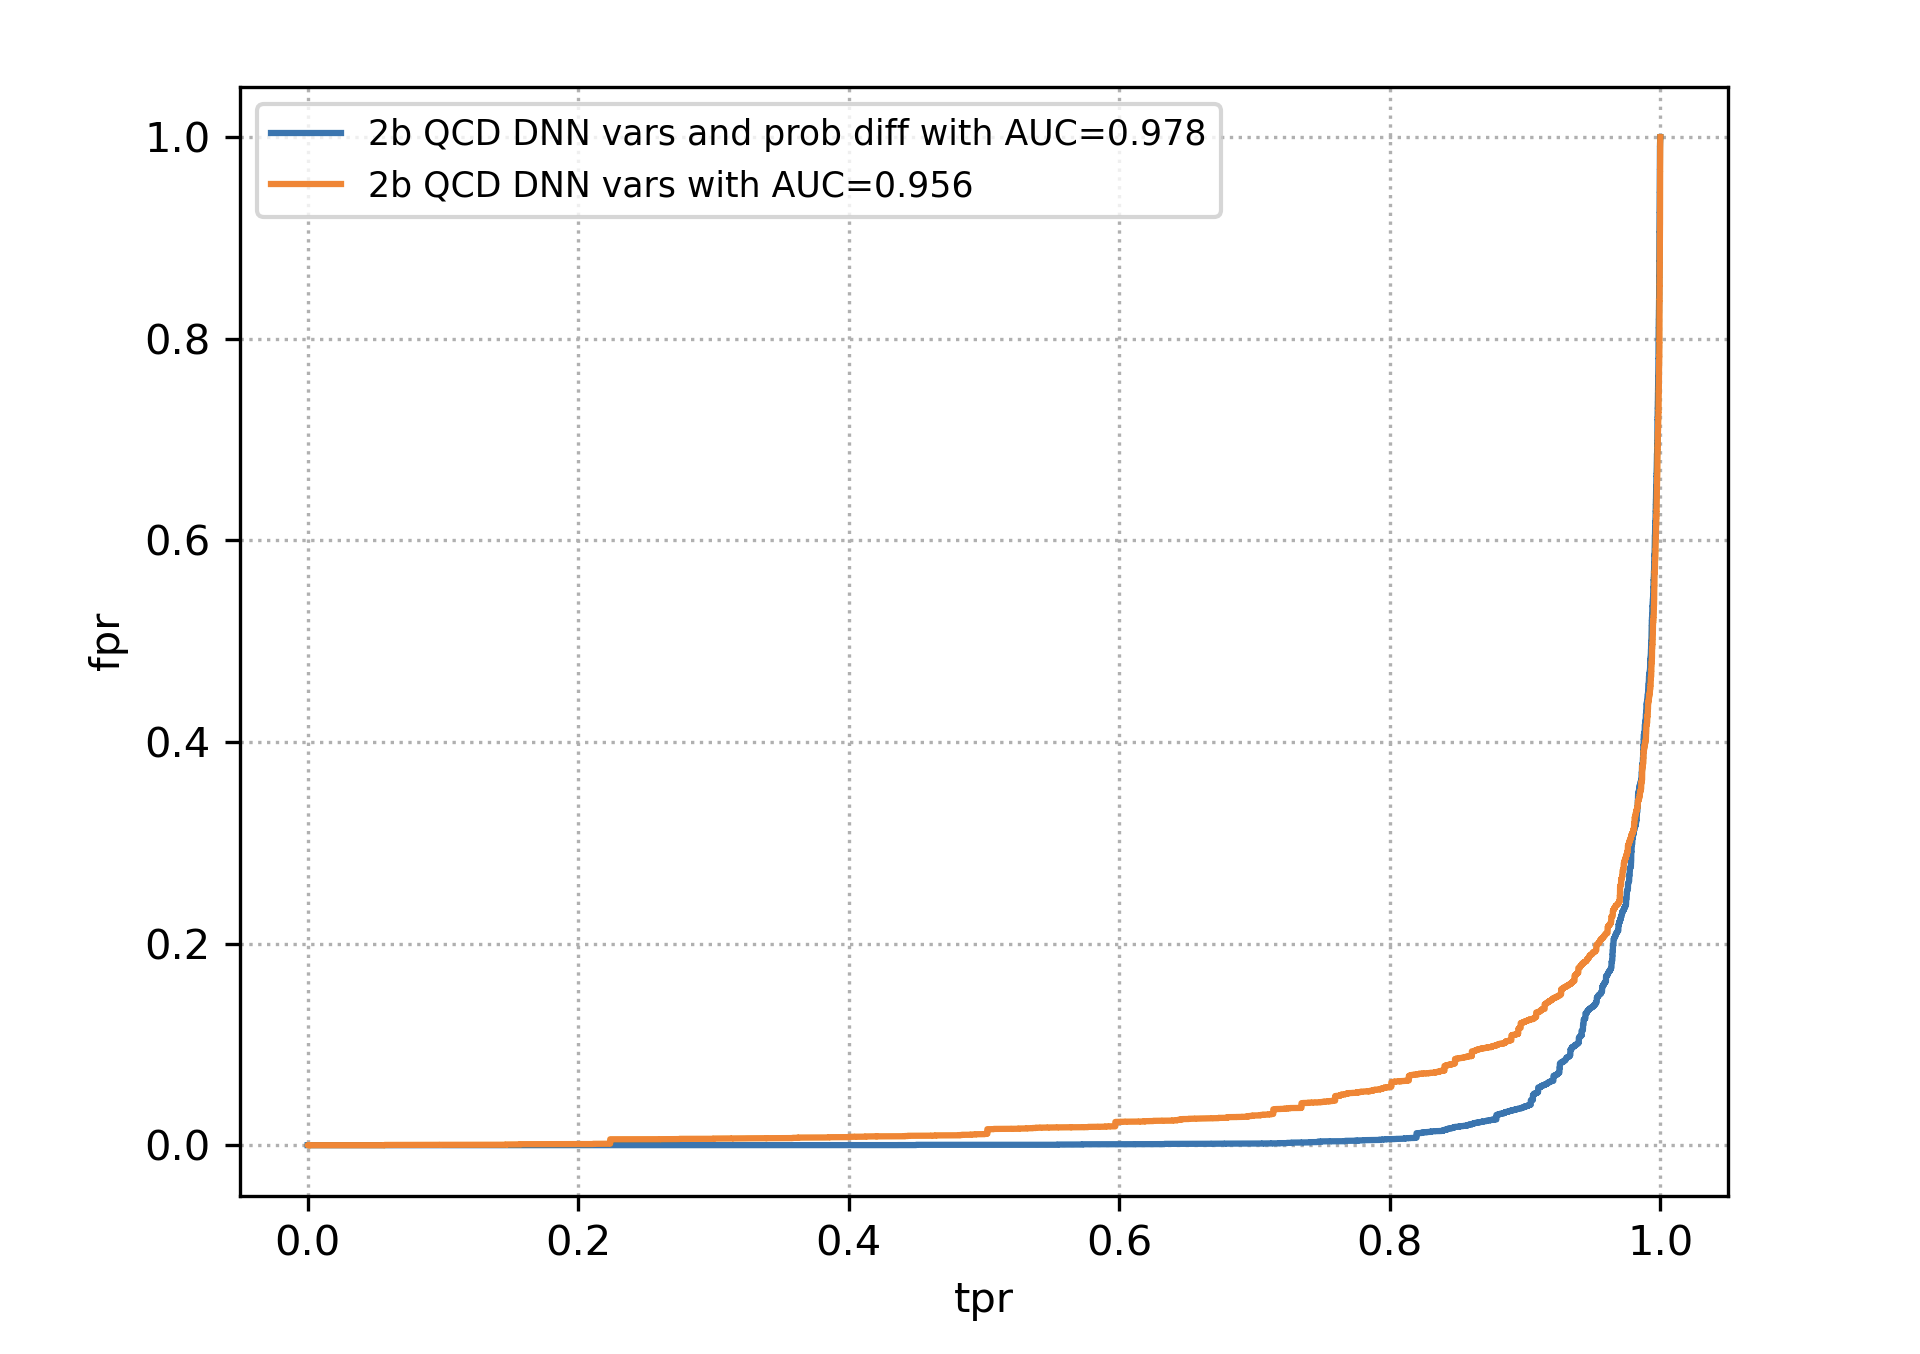 2b QCD DNN vars and prob diff with AUC=0.978
2b QCD DNN vars with AUC=0.956
1.0
0.8
0.6
0.4
0.2
0.0
fpr
0.0 0.2 0.4 0.6 0.8 1.0
tpr